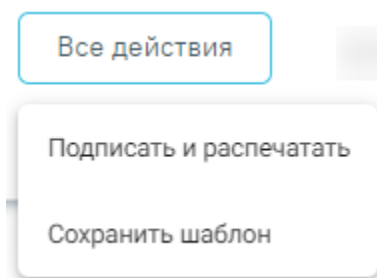 Все действия
Подписать и распечатать
Сохранить шаблон